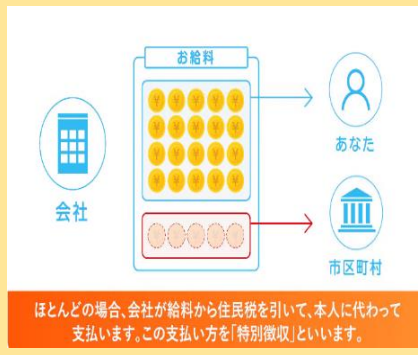 お給料
会社
あなた
市区町村
ほとんどの場合、会社が給料から住民税を引いて、本人に代わって
支払います。この支払い方を「特別徴収」といいます。